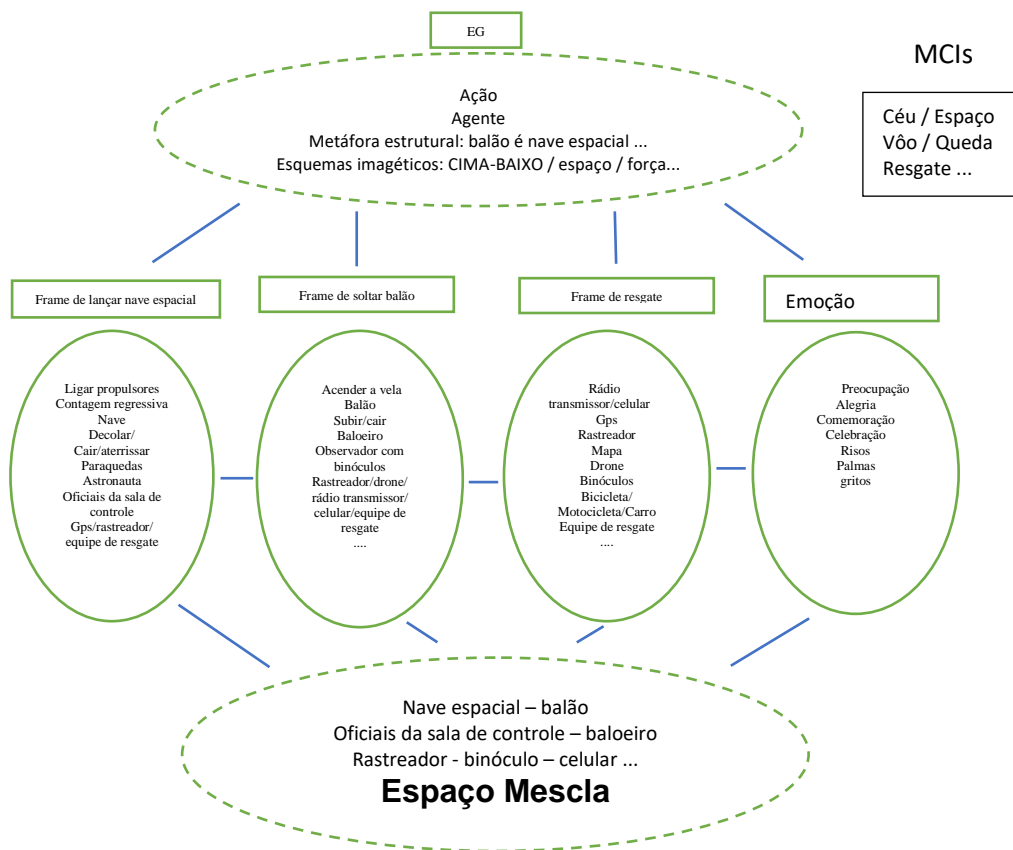 EG
MCIs
Ação
Agente
Metáfora estrutural: balão é nave espacial ...
Esquemas imagéticos: CIMA-BAIXO / espaço / força...
Céu / Espaço
Vôo / Queda
Resgate ...
Frame de lançar nave espacial
Frame de soltar balão
Frame de resgate
Emoção
Ligar propulsores
Contagem regressiva
Nave
Decolar/
Cair/aterrissar
Paraquedas
Astronauta
Oficiais da sala de
controle
Gps/rastreador/
equipe de resgate
Acender a vela
Balão
Subir/cair
Baloeiro
Observador com
binóculos
Rastreador/drone/
rádio transmissor/
celular/equipe de
resgate
....
Rádio
transmissor/celular
Gps
Rastreador
Mapa
Drone
Binóculos
Bicicleta/
Motocicleta/Carro
Equipe de resgate
....
Preocupação
Alegria
Comemoração
Celebração
Risos
Palmas
gritos
Nave espacial – balão
Oficiais da sala de controle – baloeiro
Rastreador - binóculo – celular ...
Espaço Mescla